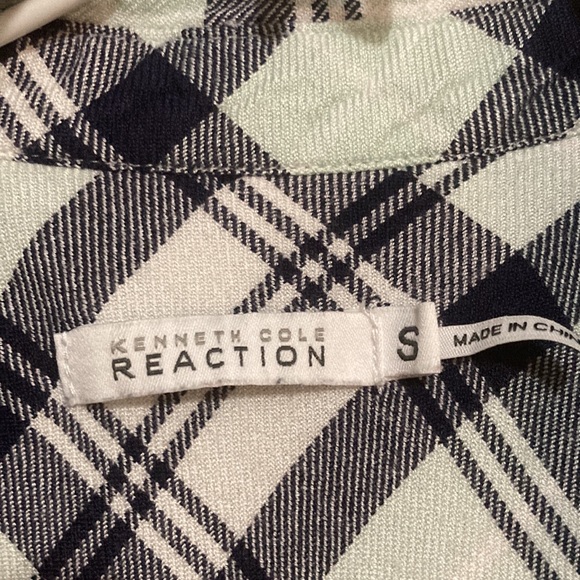 KENNETH COLE
REACTION
S
MADE IN CHIN